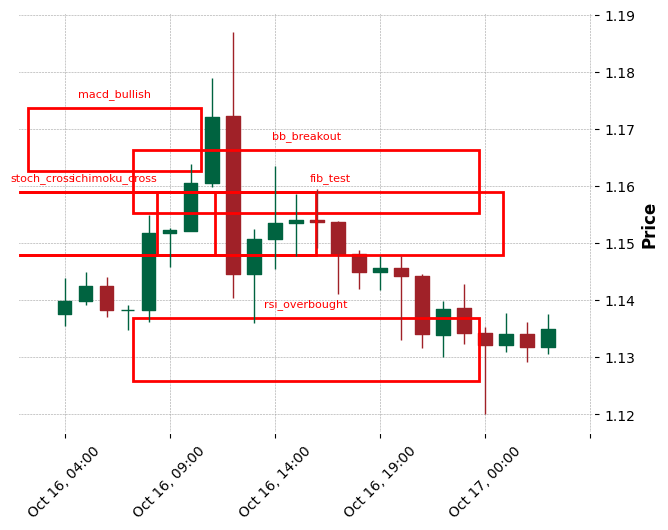 1.19
1.18
macd_bullish
1.17
bb_breakout
stoch_cross
ichimoku_cross
fib_test
1.16
Price
1.15
rsi_overbought
1.14
1.13
1.12
Oct 16, 04:00
Oct 16, 09:00
Oct 16, 14:00
Oct 16, 19:00
Oct 17, 00:00